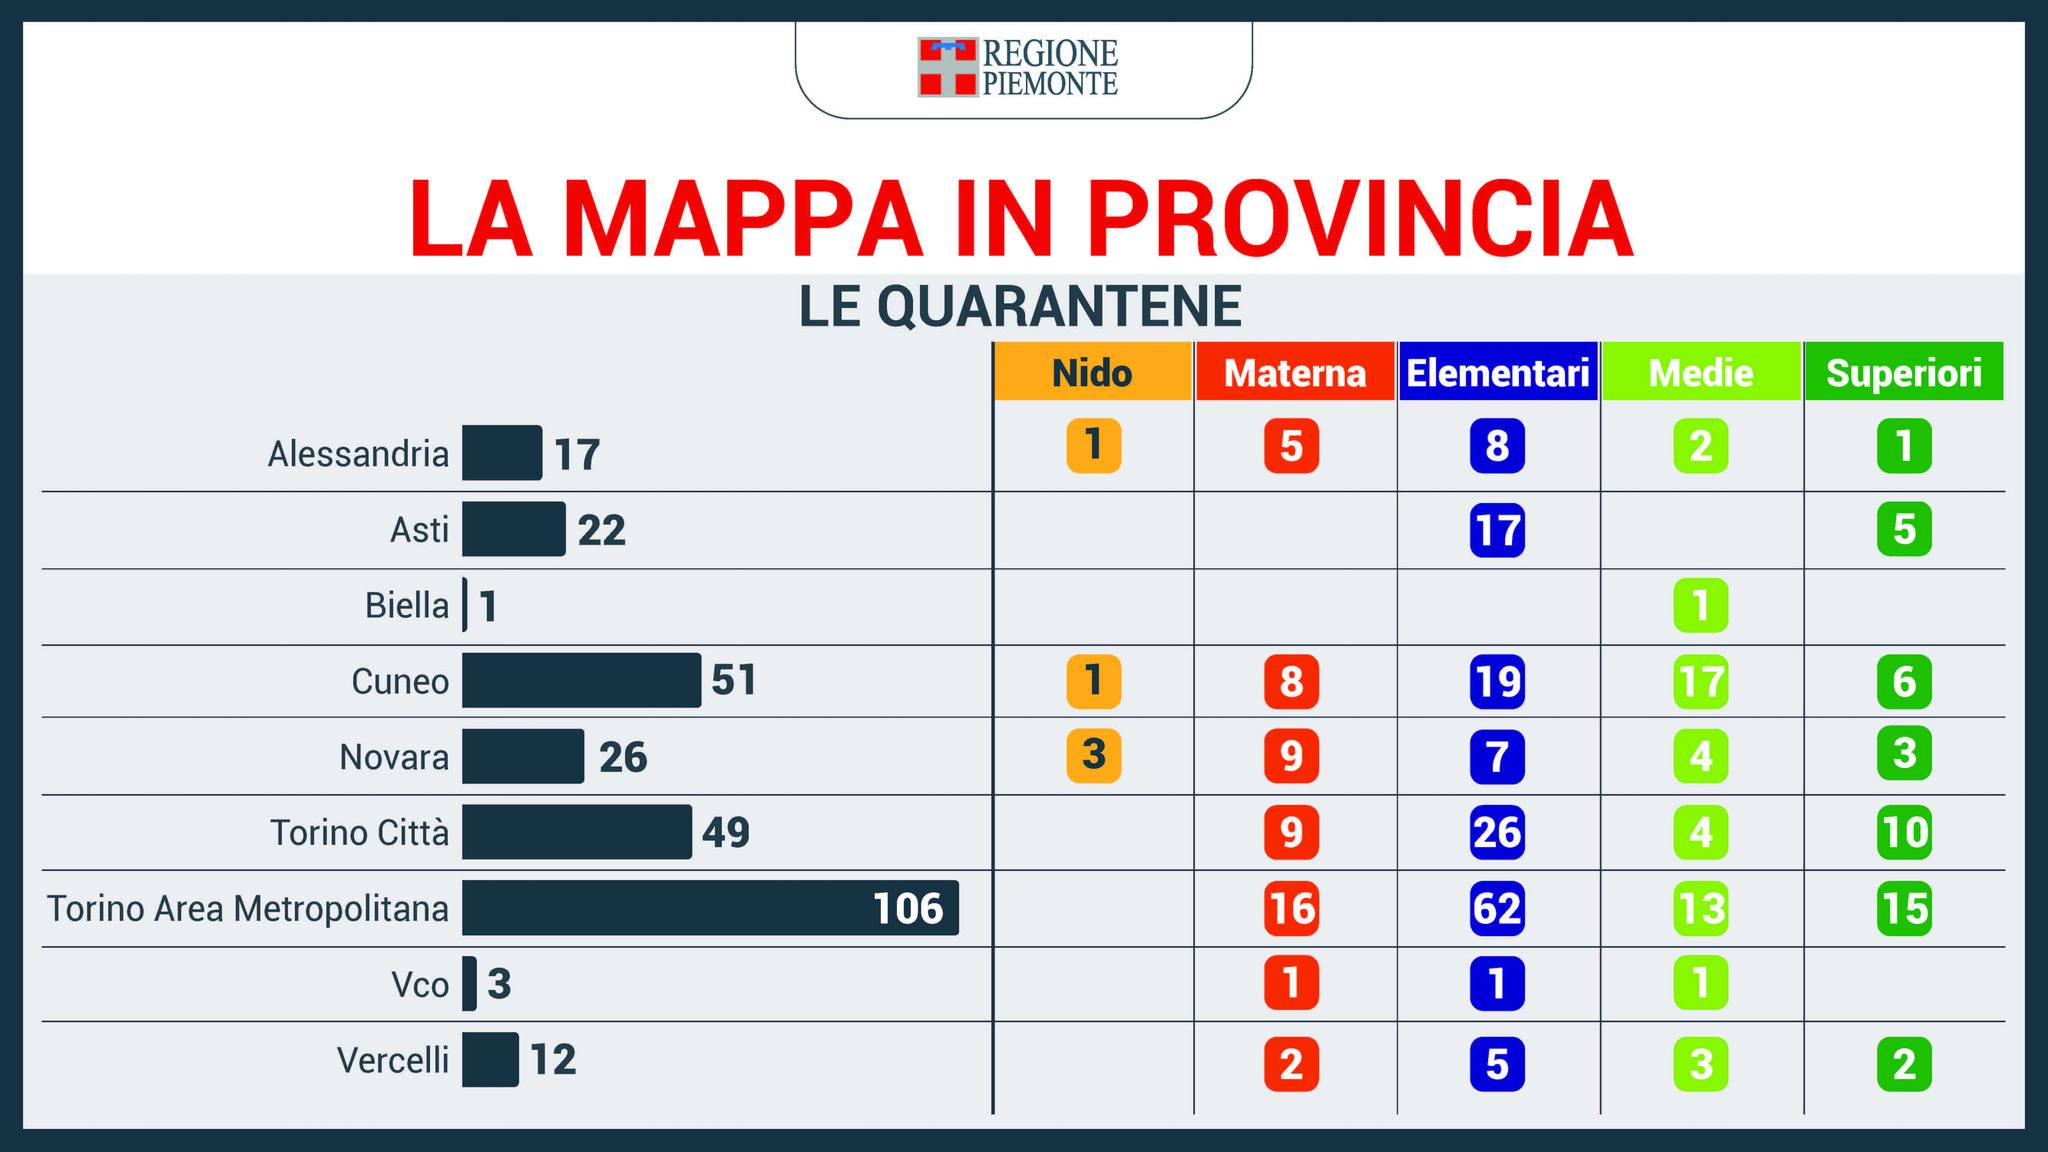 REGIONE
PIEMONTE
LA MAPPA IN PROVINCIA
LE QUARANTENE
Nido Materna Elementari Medie Superiori
Alessandria 17 1 5 8 2 1
Asti 22 17 5
Biella 1 1
Cuneo 51 1 8 19 17 6
Novara 26 3 9 7 4 3
Torino Città 49 9 26 4 10
Torino Area Metropolitana 106 16 62 13 15
Vco 3 1 1 1
Vercelli 12 2 5 3 2